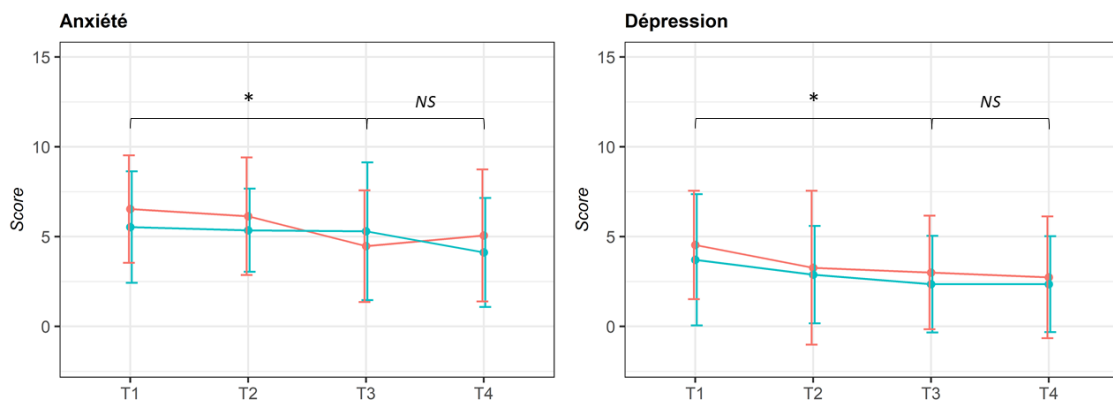 Anxiété
15
10
5
0
Score
* NS
T1 T2 T3 T4
Dépression
15
10
5
0
Score
* NS
T1 T2 T3 T4